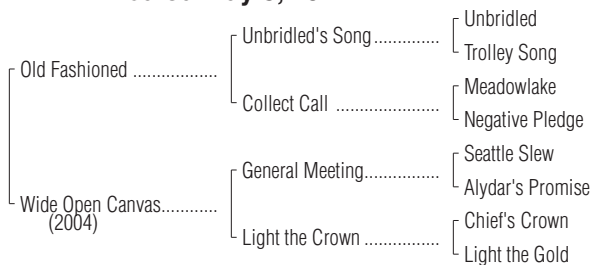 Unbridled
Unbridled's Song..............
Trolley Song
Old Fashioned ..................
Meadowlake
Collect Call ......................
Negative Pledge
Seattle Slew
General Meeting................
Alydar's Promise
Wide Open Canvas............
(2004)
Chief's Crown
Light the Crown ................
Light the Gold